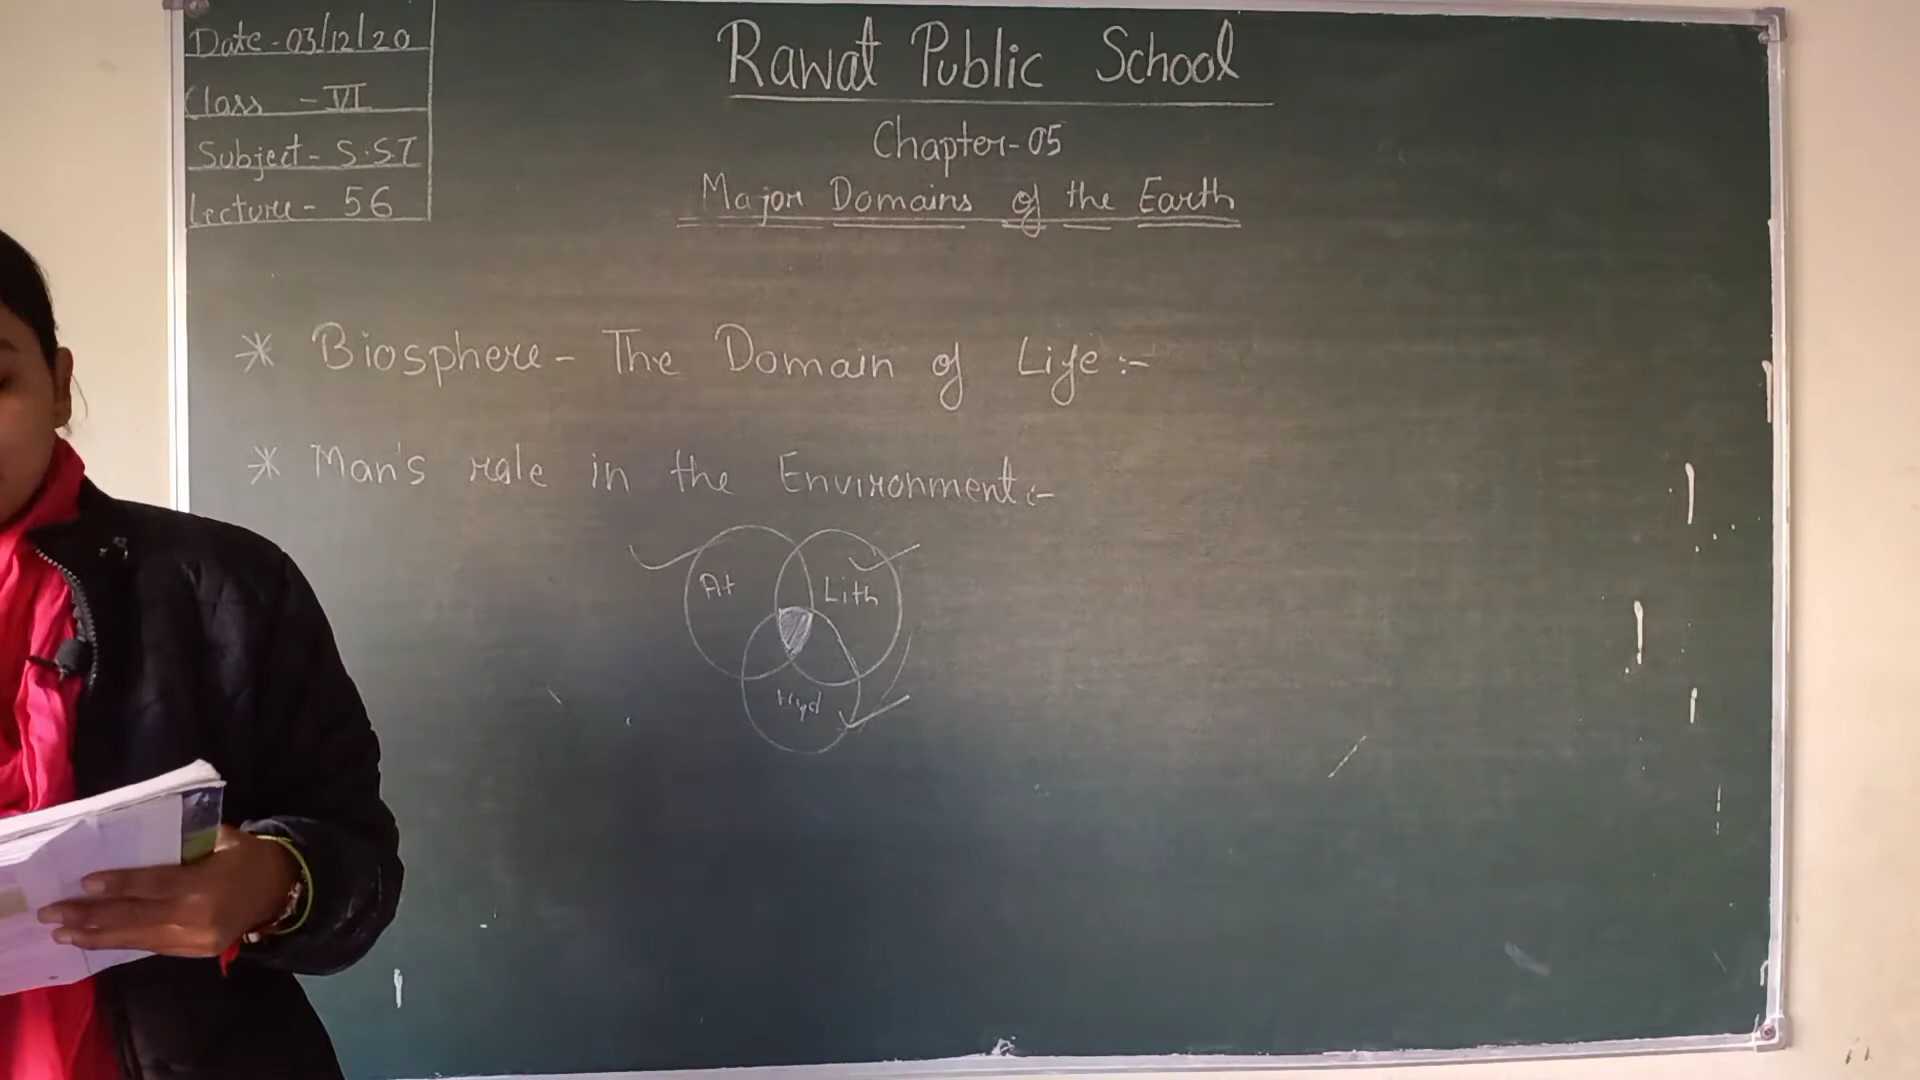 Date - 03/12/20
Class - VI
Subject - S.ST
Lecture - 56
Rawat Public School
Chapter - 05
Major Domains of the Earth
* Biosphere - The Domain of Life :-
* Man's role in the Environment :-
At
Lith
Hyd